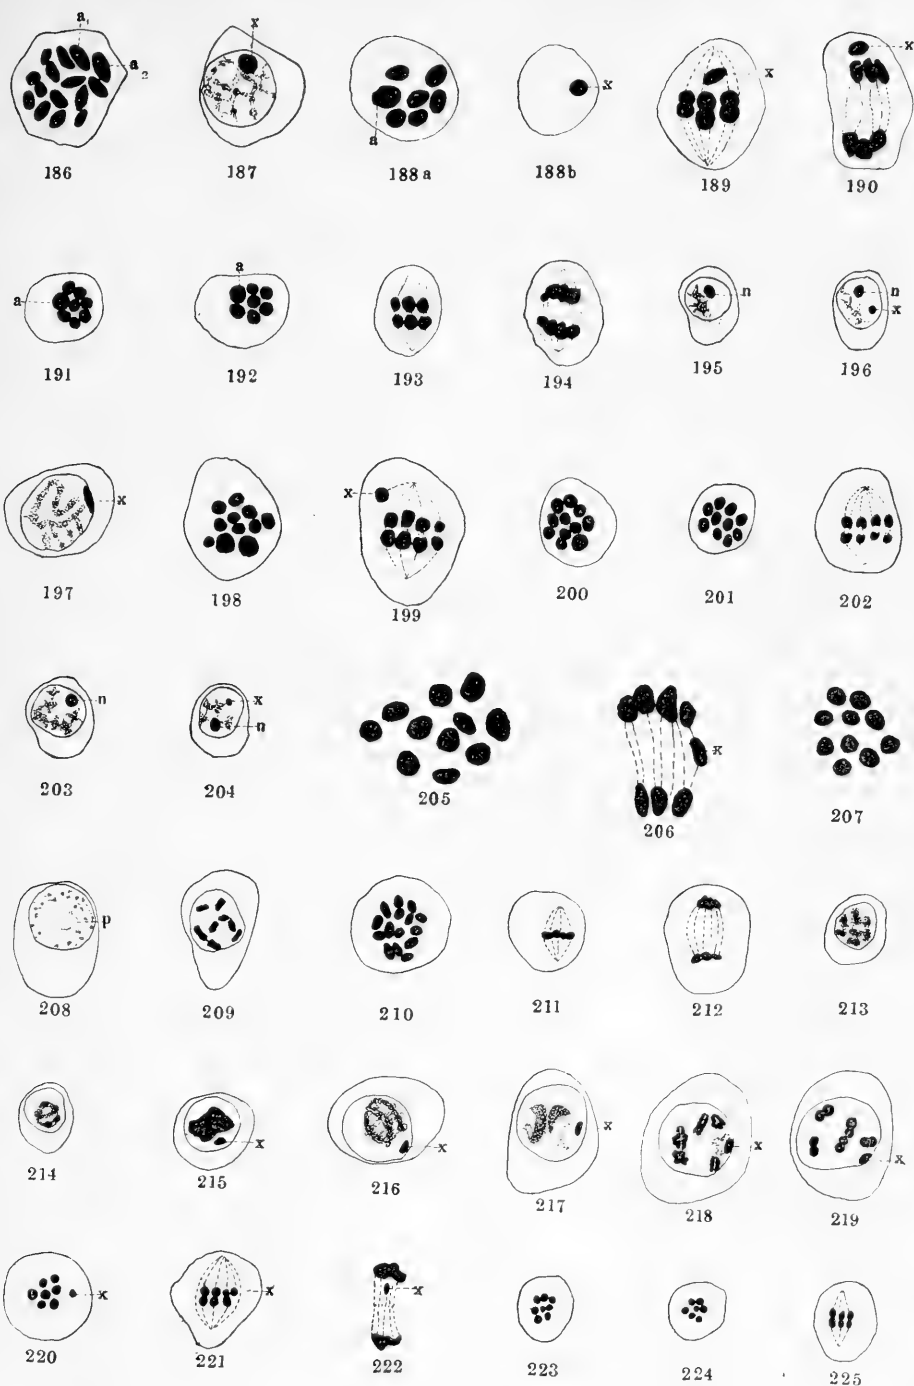 a1 x x x
a2
a
186 187 188a 188b 189 190
a a n n x
191 192 193 194 195 196
x x
197 198 199 200 201 202
n x n x
203 204 205 206 207
p
208 209 210 211 212 213
x x x x x
214 215 216 217 218 219
x x x
220 221 222 223 224 225